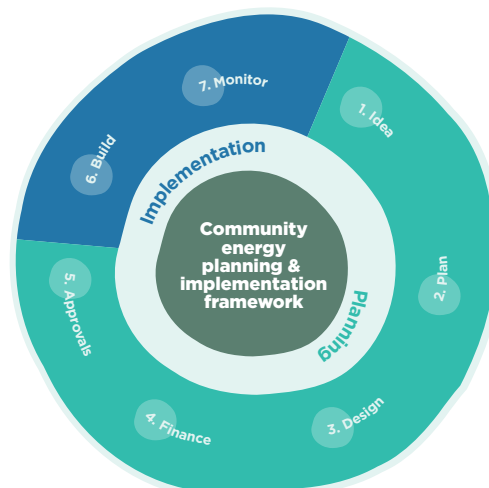 Community
energy
planning &
implementation
framework
Implementation
Planning
1. Idea
2. Plan
3. Design
4. Finance
5. Approvals
6. Build
7. Monitor